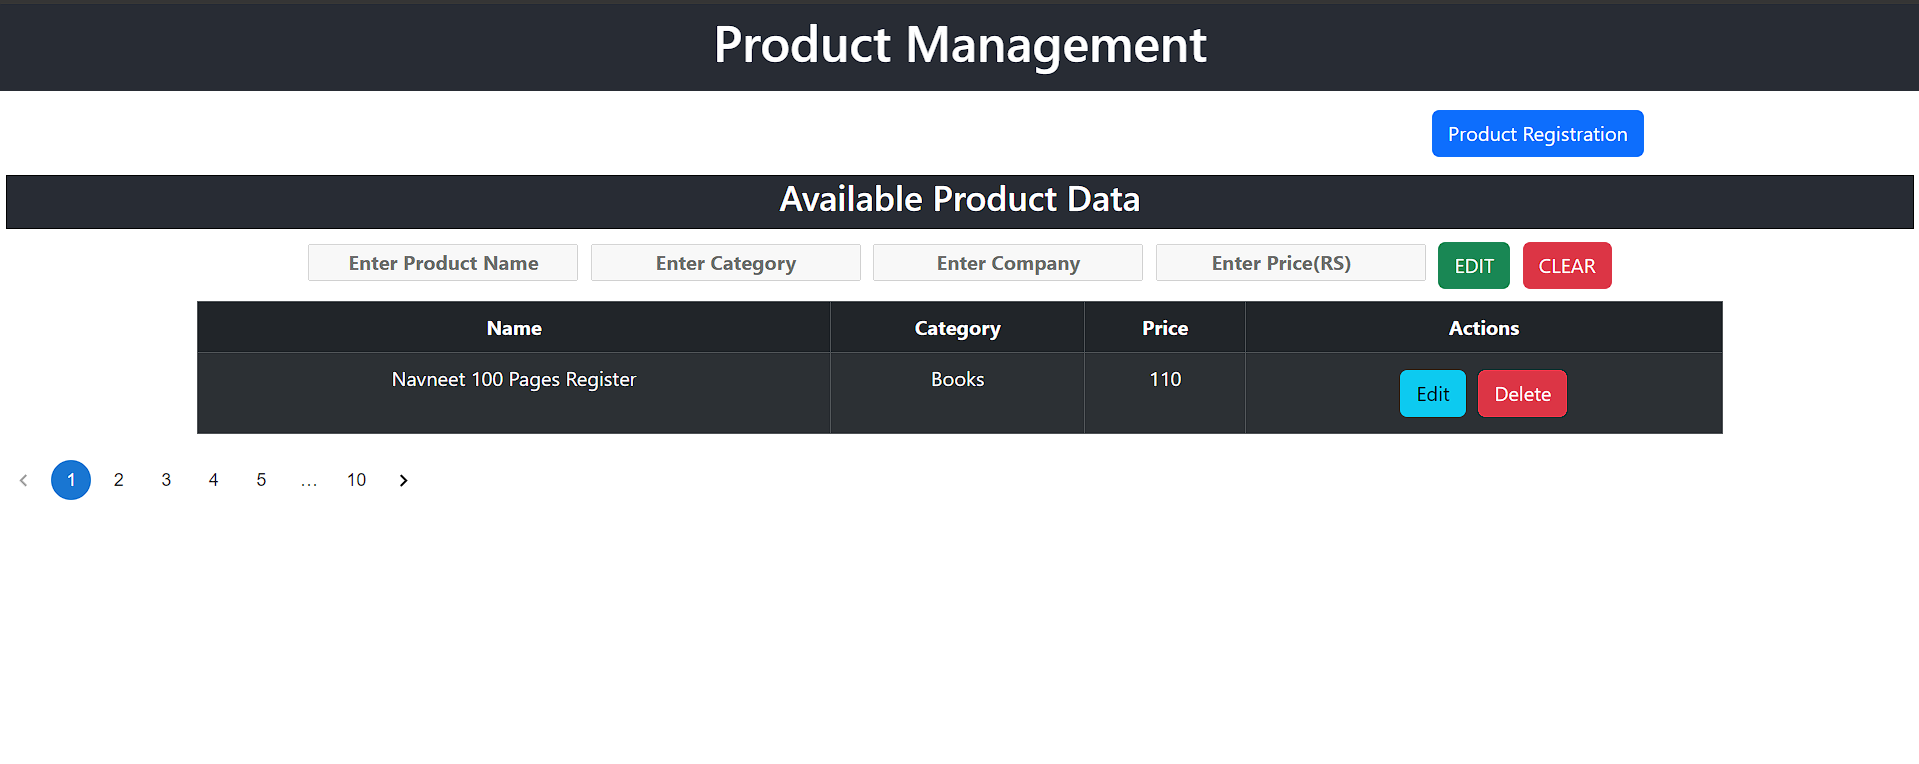 Product Management
Product Registration
Available Product Data
Enter Product Name Enter Category Enter Company Enter Price(RS) EDIT CLEAR
Name Category Price Actions
Navneet 100 Pages Register Books 110 Edit Delete
1 2 3 4 5 ... 10